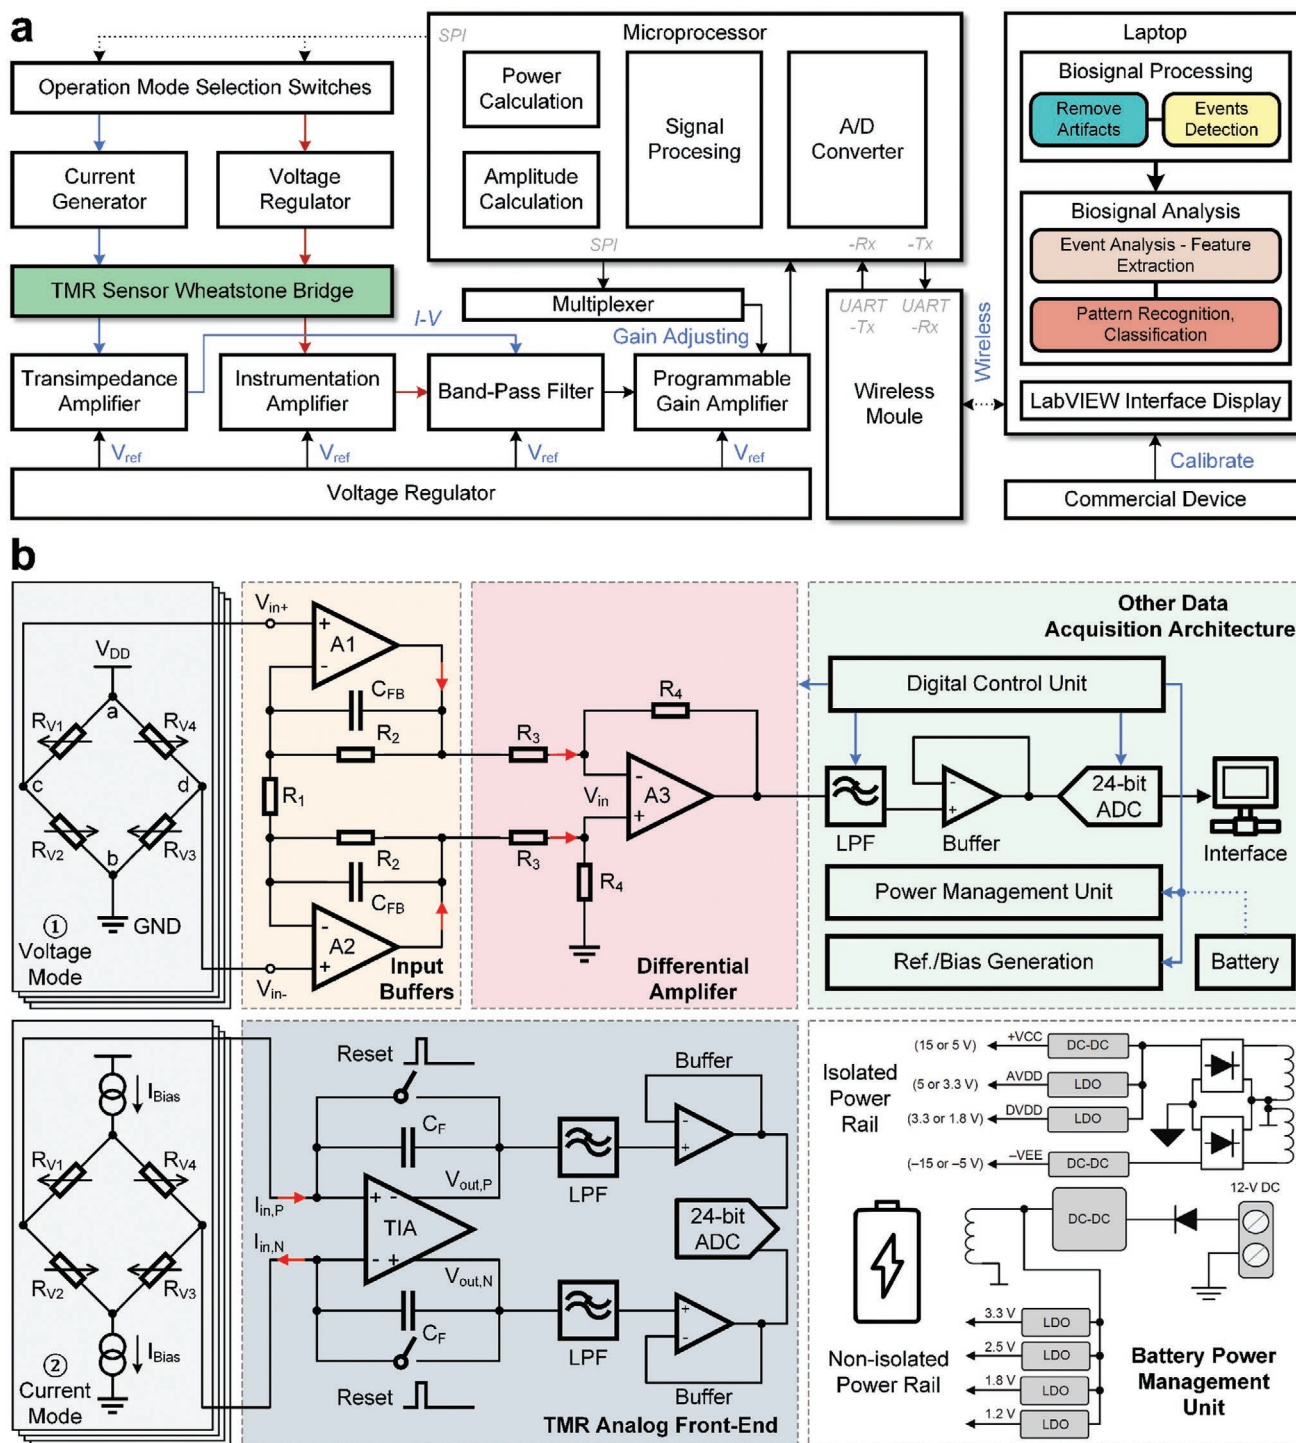 a
SPI
Microprocessor
Laptop
Operation Mode Selection Switches
Power
Calculation
Signal
Procesing
A/D
Converter
Biosignal Processing
Remove
Artifacts
Events
Detection
Current
Generator
Voltage
Regulator
Amplitude
Calculation
Biosignal Analysis
Event Analysis - Feature
Extraction
SPI
-Rx
-Tx
TMR Sensor Wheatstone Bridge
Multiplexer
UART
-Tx
UART
-Rx
Pattern Recognition,
Classification
I-V
Gain Adjusting
Wireless
Transimpedance
Amplifier
Instrumentation
Amplifier
Band-Pass Filter
Programmable
Gain Amplifier
Wireless
Moule
LabVIEW Interface Display
Vref
Vref
Vref
Vref
Calibrate
Voltage Regulator
Commercial Device
b
VDD
RV1
a
RV4
c
d
RV2
b
RV3
GND
①
Voltage
Mode
Vin+
+
A1
-
CFB
R2
R1
R2
CFB
-
A2
+
Vin-
Input
Buffers
R4
R3
-
Vin
A3
+
R3
R4
Differential
Amplifer
Other Data
Acquisition Architecture
Digital Control Unit
-
+
24-bit
ADC
LPF
Buffer
Interface
Power Management Unit
Ref./Bias Generation
Battery
IBias
RV1
RV4
RV2
RV3
IBias
②
Current
Mode
Reset
Buffer
CF
-
+
LPF
Vout,P
Iin,P
+ -
TIA
- +
Iin,N
Vout,N
24-bit
ADC
CF
LPF
+
-
Reset
Buffer
TMR Analog Front-End
Isolated
Power
Rail
(15 or 5 V)
+VCC
DC-DC
(5 or 3.3 V)
AVDD
LDO
(3.3 or 1.8 V)
DVDD
LDO
(–15 or –5 V)
–VEE
DC-DC
12-V DC
DC-DC
3.3 V
LDO
2.5 V
LDO
1.8 V
LDO
1.2 V
LDO
Non-isolated
Power Rail
Battery Power
Management
Unit